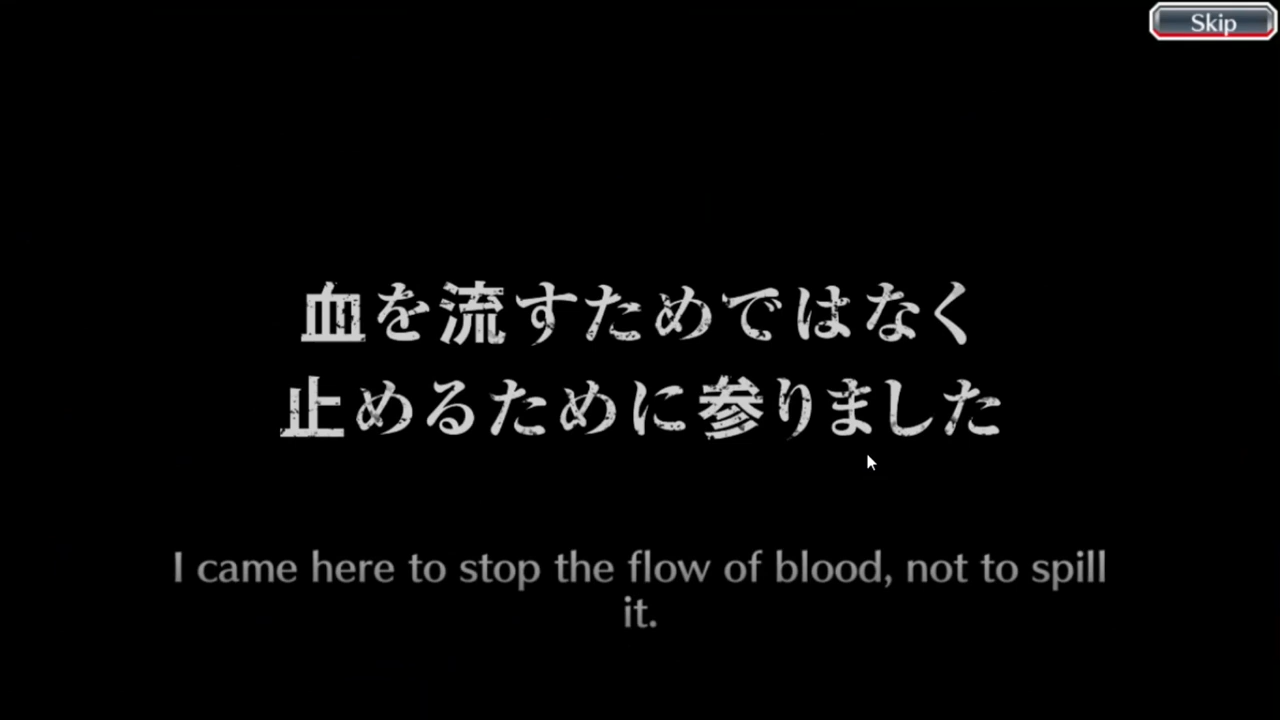 Skip
血を流すためではなく
止めるために参りました
I came here to stop the flow of blood, not to spill
it.